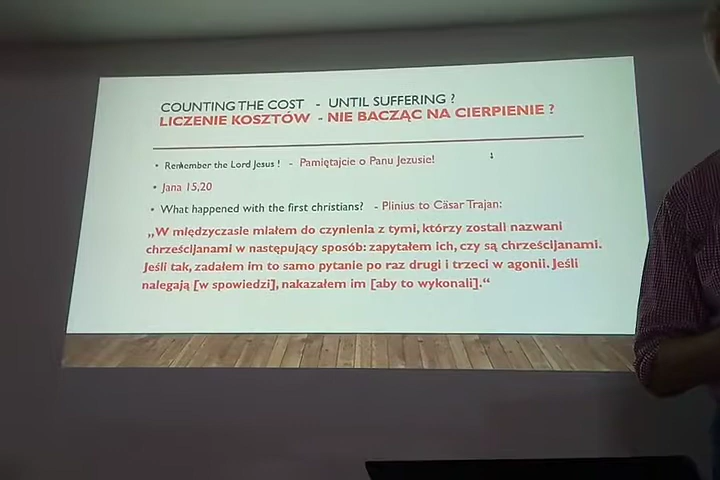 COUNTING THE COST - UNTIL SUFFERING ?
LICZENIE KOSZTÓW - NIE BACZĄC NA CIERPIENIE ?
• Remember the Lord Jesus ! - Pamiętajcie o Panu Jezusie!
• Jana 15,20
• What happened with the first christians? - Plinius to Cäsar Trajan:
„W międzyczasie miałem do czynienia z tymi, którzy zostali nazwani
chrześcijanami w następujący sposób: zapytałem ich, czy są chrześcijanami.
Jeśli tak, zadałem im to samo pytanie po raz drugi i trzeci w agonii. Jeśli
nalegają [w spowiedzi], nakazałem im [aby to wykonali].“